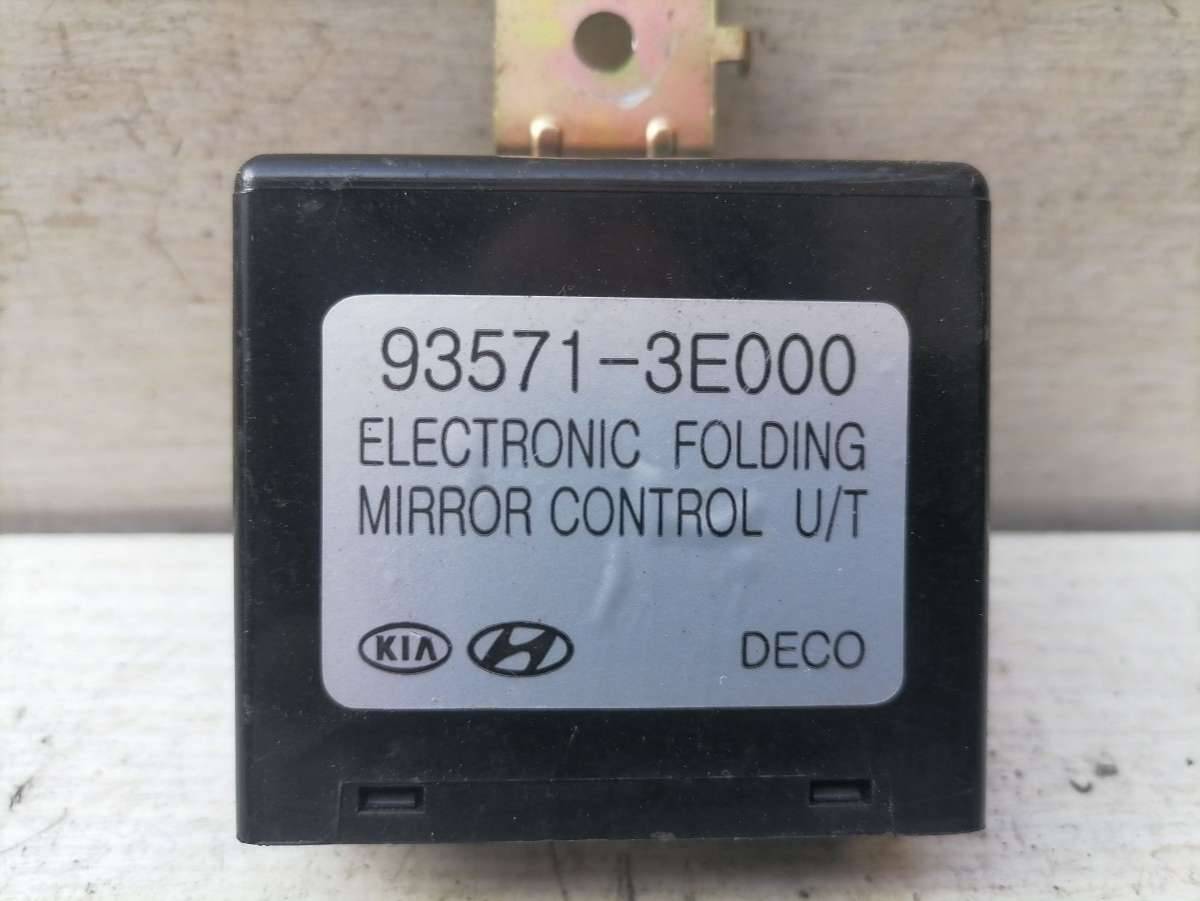 93571-3E000
ELECTRONIC FOLDING
MIRROR CONTROL U/T
KIA DECO